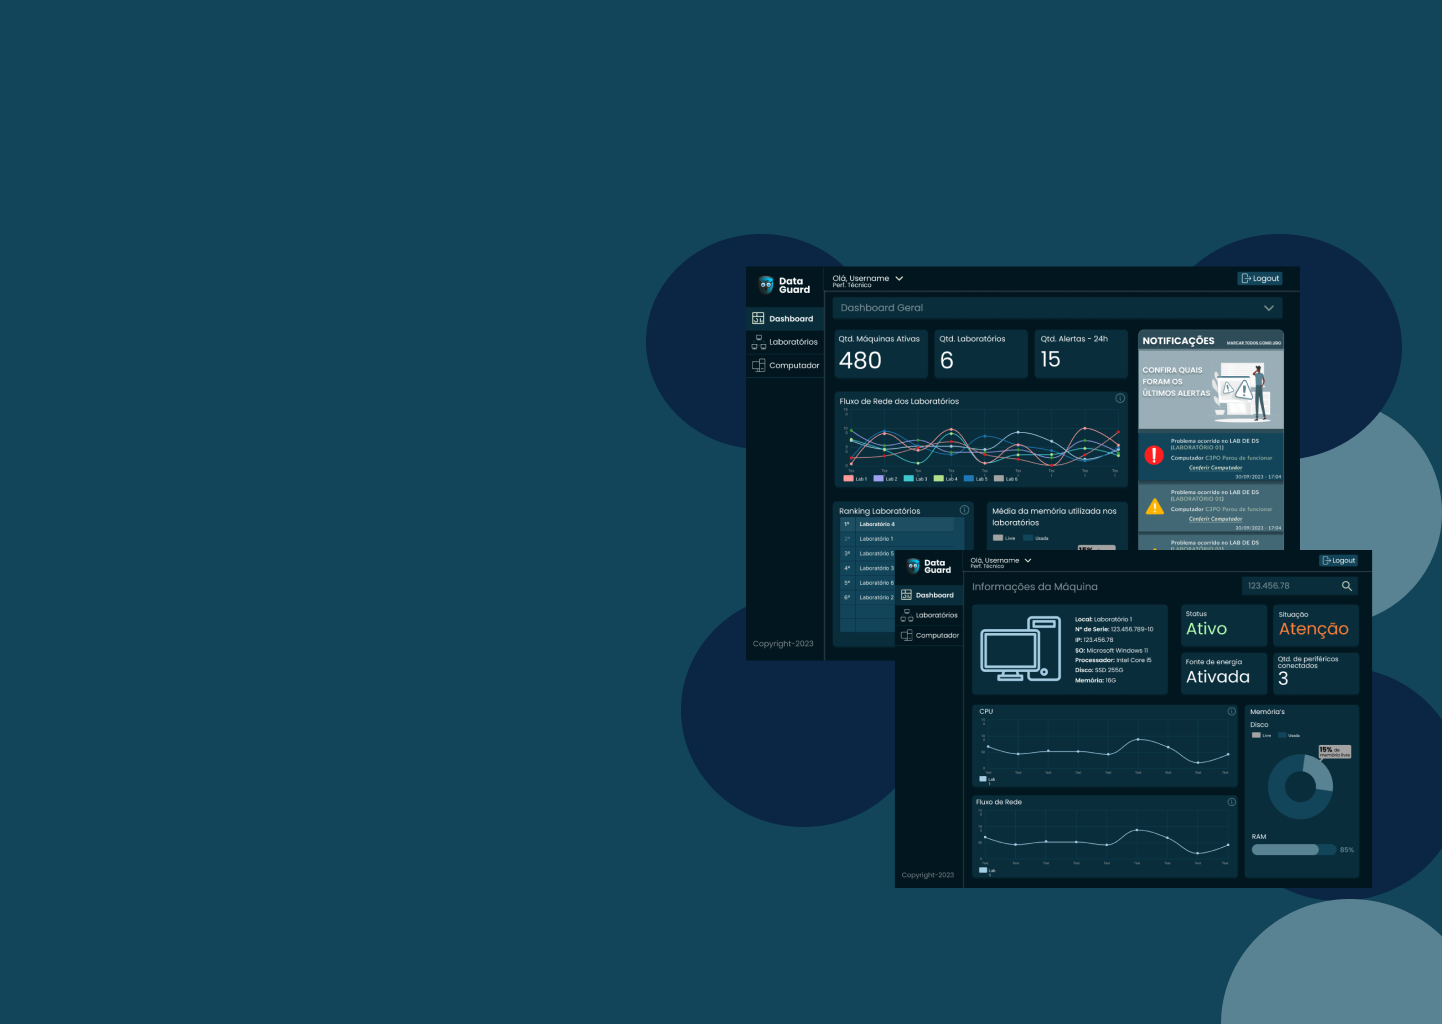 Data
Guard
Olá, Username
Perf. Técnico
Logout
Dashboard
Laboratórios
Computador
Copyright-2023
Dashboard Geral
Qtd. Máquinas Ativas
480
Qtd. Laboratórios
6
Qtd. Alertas - 24h
15
Fluxo de Rede dos Laboratórios
Lab 1
Lab 2
Lab 3
Lab 4
Lab 5
Lab 6
Ranking Laboratórios
1º Laboratório 4
2º Laboratório 1
3º Laboratório 5
4º Laboratório 3
5º Laboratório 6
6º Laboratório 2
Média da memória utilizada nos
laboratórios
Livre
Usada
NOTIFICAÇÕES
MARCAR TODOS COMO LIDO
CONFIRA QUAIS
FORAM OS
ÚLTIMOS ALERTAS
Problema ocorrido no LAB DE DS
(LABORATÓRIO 01)
Computador C3PO Parou de funcionar
Conferir Computador
30/09/2023 - 17:04
Problema ocorrido no LAB DE DS
(LABORATÓRIO 01)
Computador C3PO Parou de funcionar
Conferir Computador
30/09/2023 - 17:04
Problema ocorrido no LAB DE DS
Data
Guard
Olá, Username
Perf. Técnico
Logout
Dashboard
Laboratórios
Computador
Copyright-2023
Informações da Máquina
123.456.78
Local: Laboratório 1
Nº de Serie: 123.456.789-10
IP: 123.456.78
SO: Microsoft Windows 11
Processador: Intel Core i5
Disco: SSD 255G
Memória: 16G
Status
Ativo
Situação
Atenção
Fonte de energia
Ativada
Qtd. de periféricos
conectados
3
CPU
Lab
1
Fluxo de Rede
Lab
1
Memória's
Disco
Livre
Usada
15% de
memória livre
RAM
85%